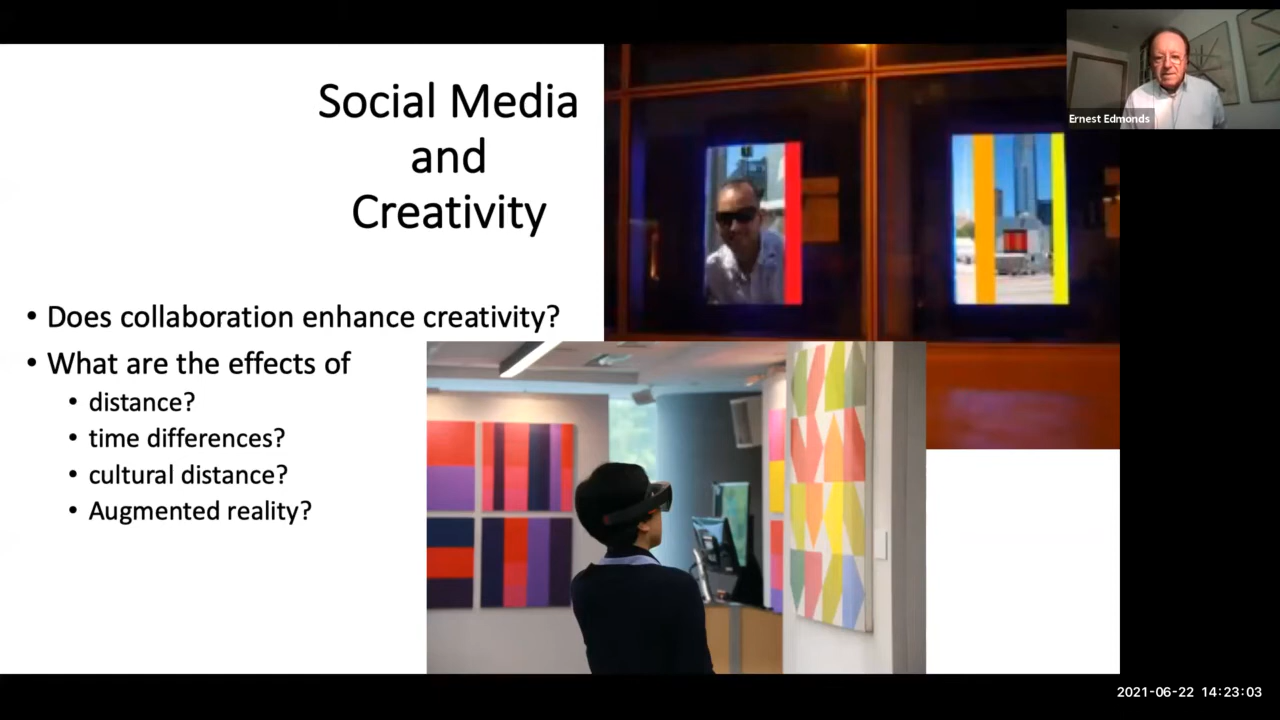 Social Media
and
Creativity
• Does collaboration enhance creativity?
• What are the effects of
• distance?
• time differences?
• cultural distance?
• Augmented reality?
Ernest Edmonds
2021-06-22 14:23:03